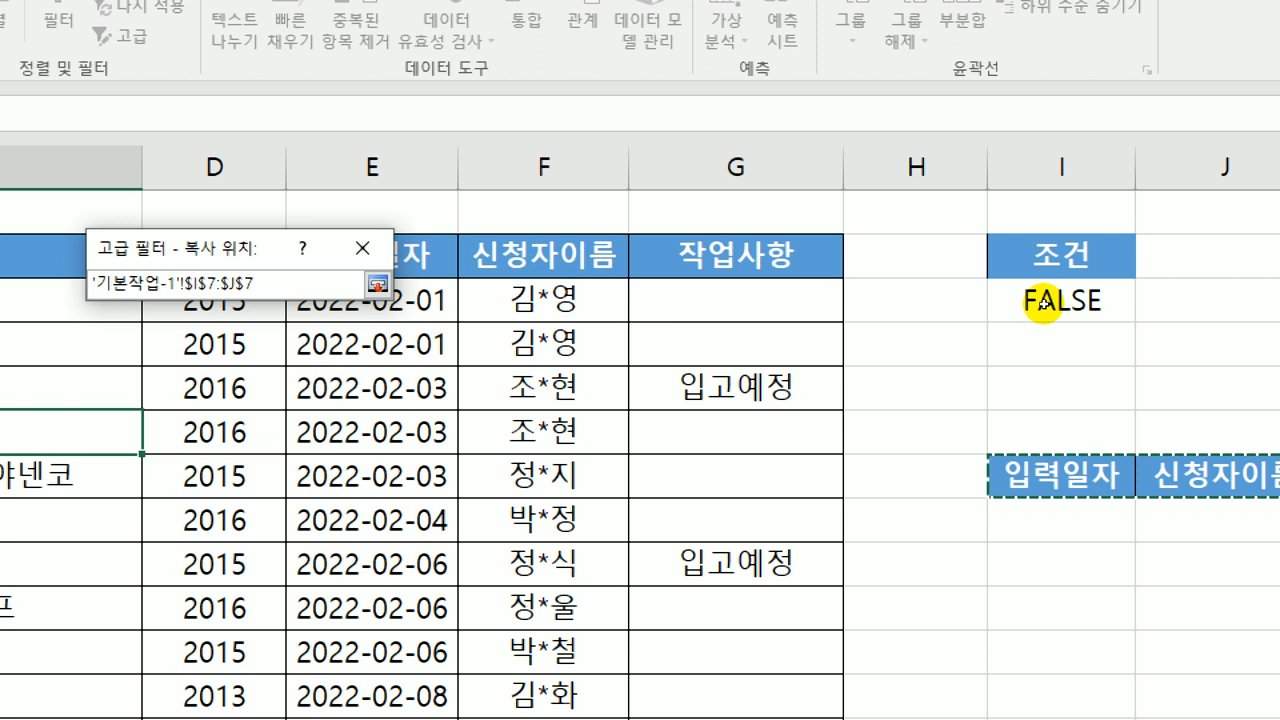 다시 적용
필터
고급
텍스트 나누기
빠른 채우기
중복된 항목 제거
데이터 유효성 검사
통합
관계
데이터 모델 관리
가상 분석
예측 시트
그룹
그룹 해제
부분합
하위 수준 숨기기
정렬 및 필터
데이터 도구
예측
윤곽선
D E F G H I J
고급 필터 - 복사 위치: ?
'기본작업-1'!$I$7:$J$7
신청자이름 작업사항 조건
2022-02-01 김*영 FALSE
2015 2022-02-01 김*영
2016 2022-02-03 조*현 입고예정
2016 2022-02-03 조*현
야넨코 2015 2022-02-03 정*지 입력일자 신청자이름
2016 2022-02-04 박*정
2015 2022-02-06 정*식 입고예정
프 2016 2022-02-06 정*울
2015 2022-02-06 박*철
2013 2022-02-08 김*화